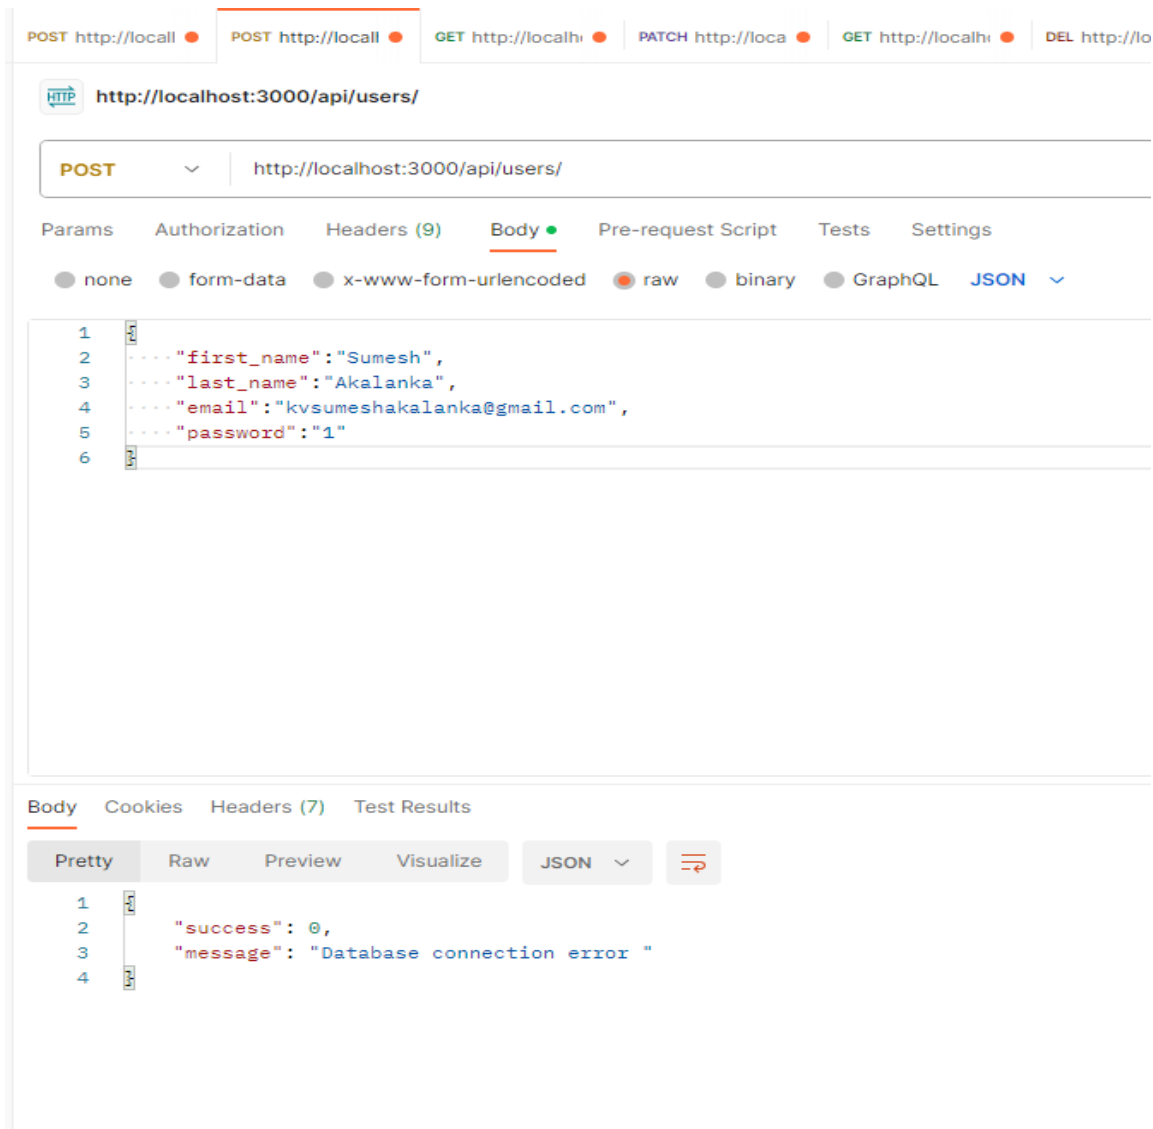 POST http://locall POST http://locall GET http://localh PATCH http://loca GET http://localh DEL http://lo
HTTP http://localhost:3000/api/users/
POST http://localhost:3000/api/users/
Params Authorization Headers (9) Body Pre-request Script Tests Settings
none form-data x-www-form-urlencoded raw binary GraphQL JSON
1 {
2 "first_name":"Sumesh",
3 "last_name":"Akalanka",
4 "email":"kvsumeshakalanka@gmail.com",
5 "password":"1"
6 }
Body Cookies Headers (7) Test Results
Pretty Raw Preview Visualize JSON
1 {
2 "success": 0,
3 "message": "Database connection error "
4 }